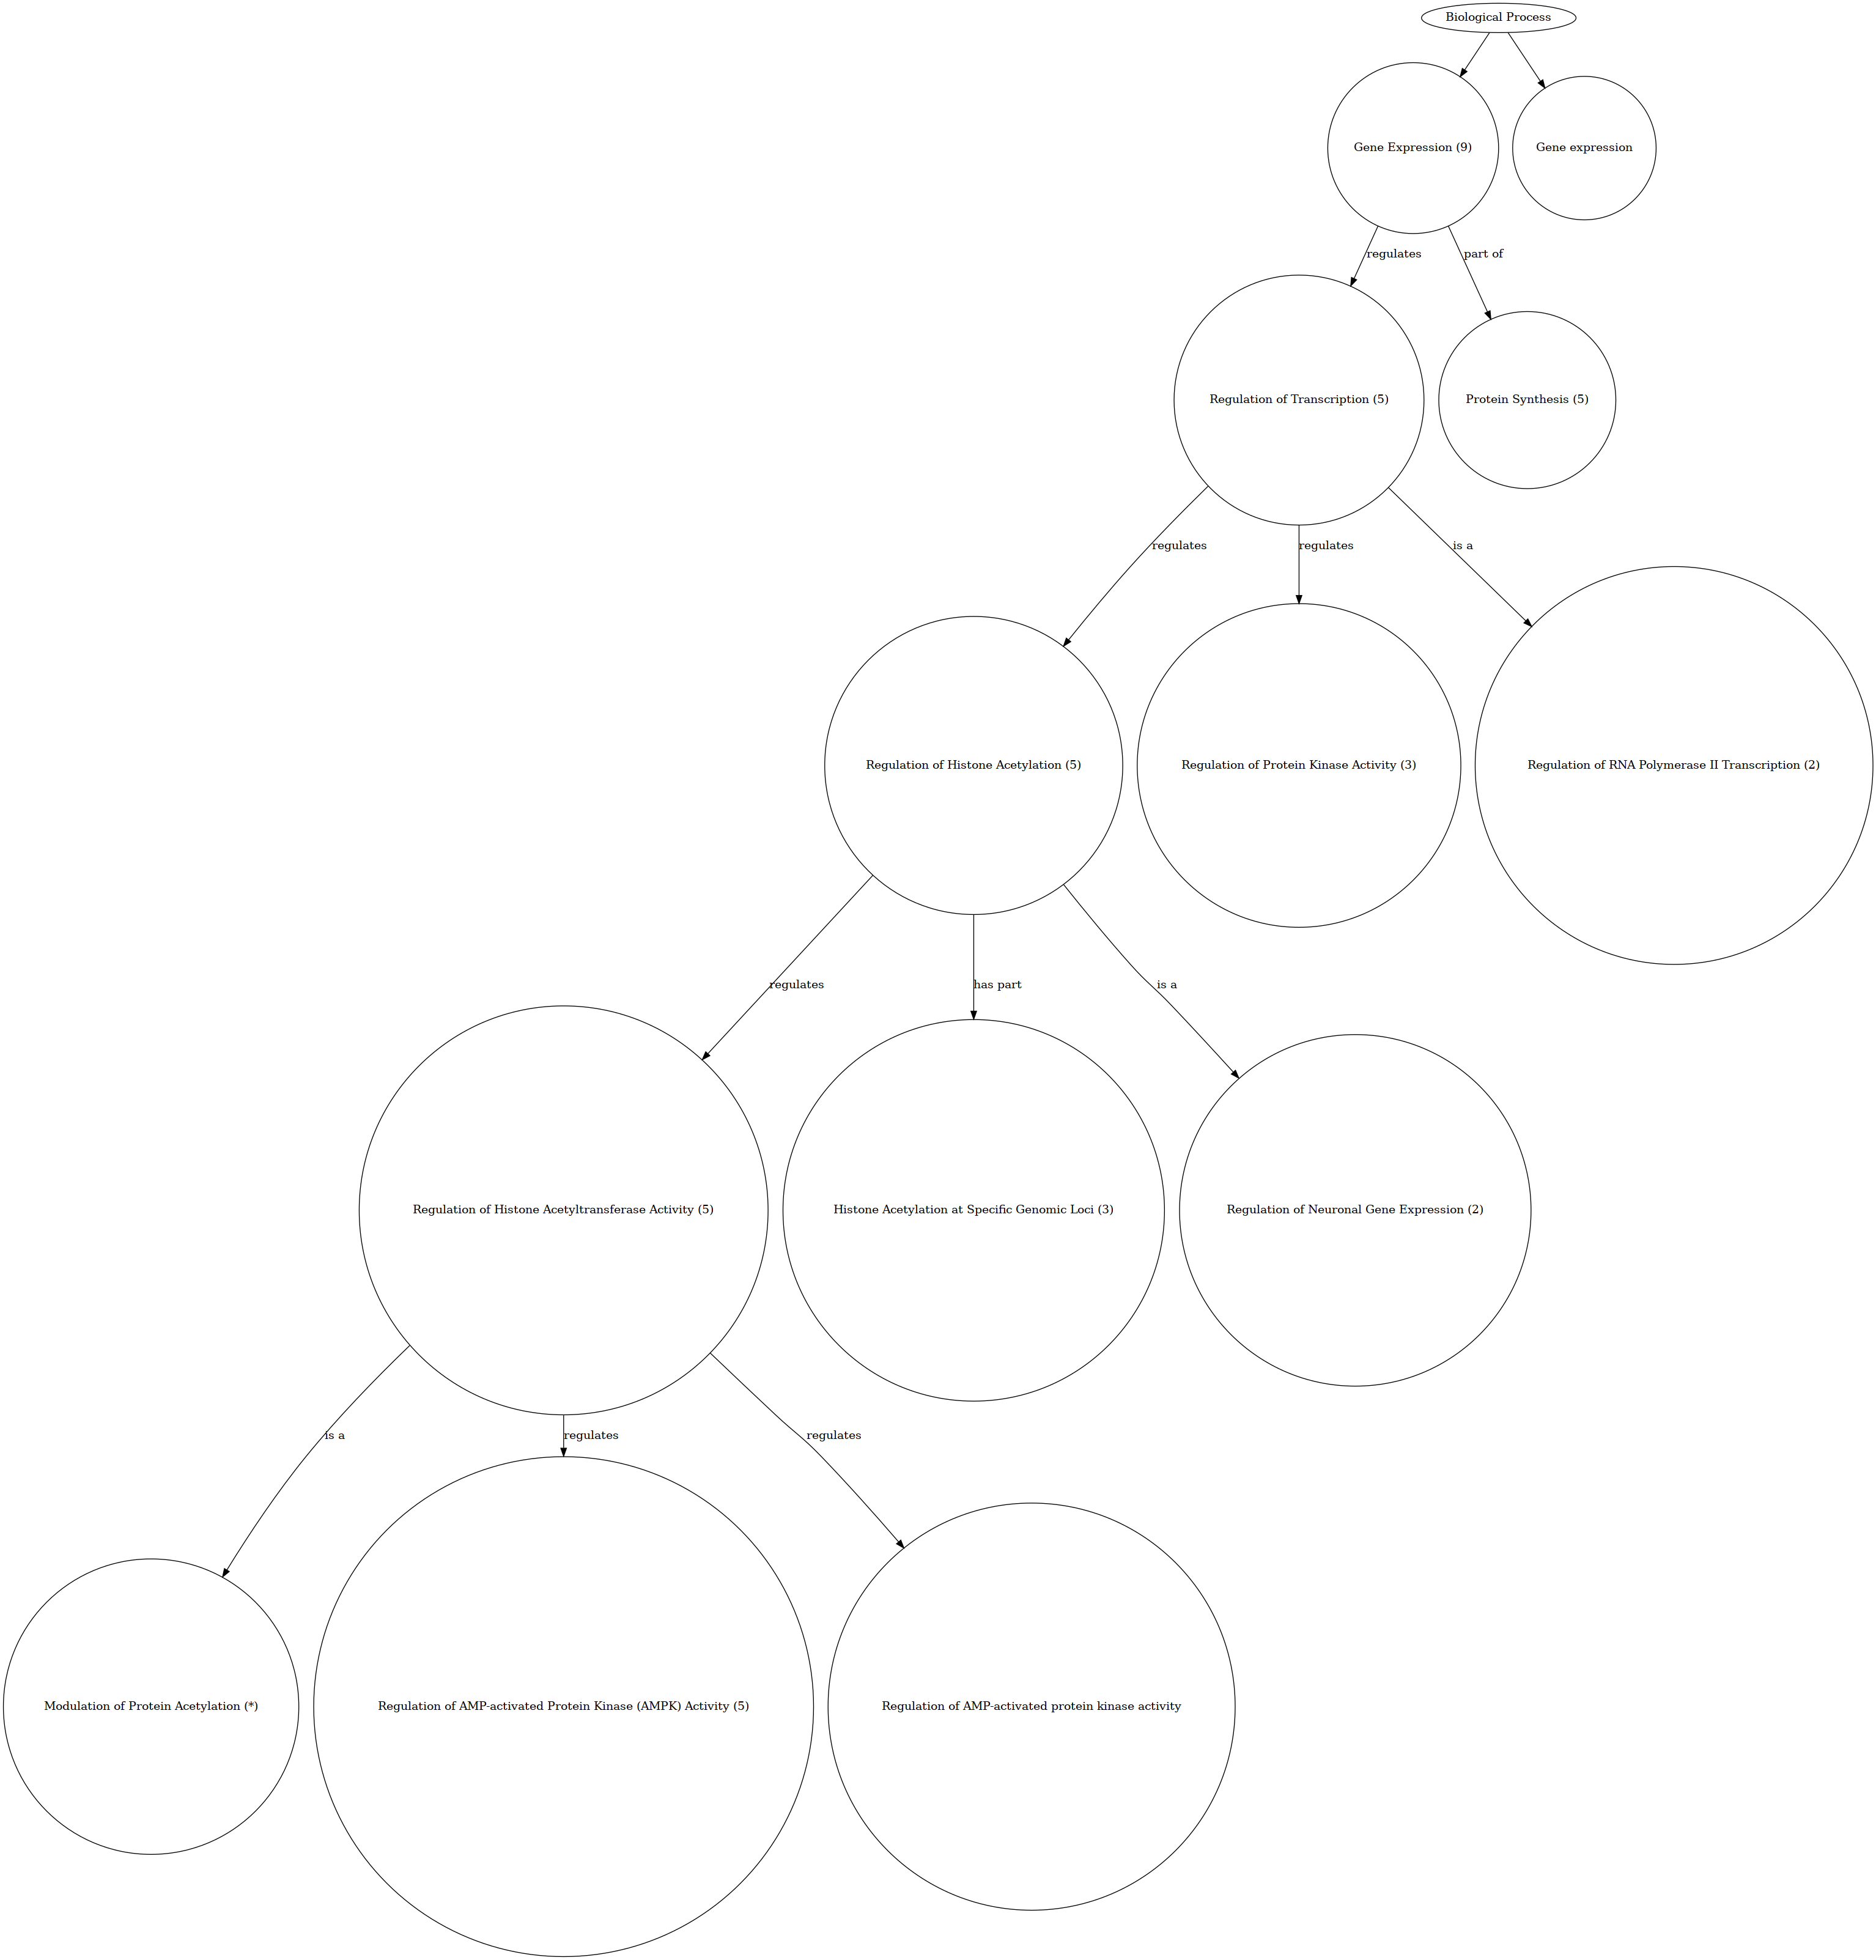 Biological Process
Gene Expression (9)
Gene expression
regulates
part of
Regulation of Transcription (5)
Protein Synthesis (5)
regulates
regulates
is a
Regulation of Histone Acetylation (5)
Regulation of Protein Kinase Activity (3)
Regulation of RNA Polymerase II Transcription (2)
regulates
has part
is a
Regulation of Histone Acetyltransferase Activity (5)
Histone Acetylation at Specific Genomic Loci (3)
Regulation of Neuronal Gene Expression (2)
is a
regulates
regulates
Modulation of Protein Acetylation (*)
Regulation of AMP-activated Protein Kinase (AMPK) Activity (5)
Regulation of AMP-activated protein kinase activity